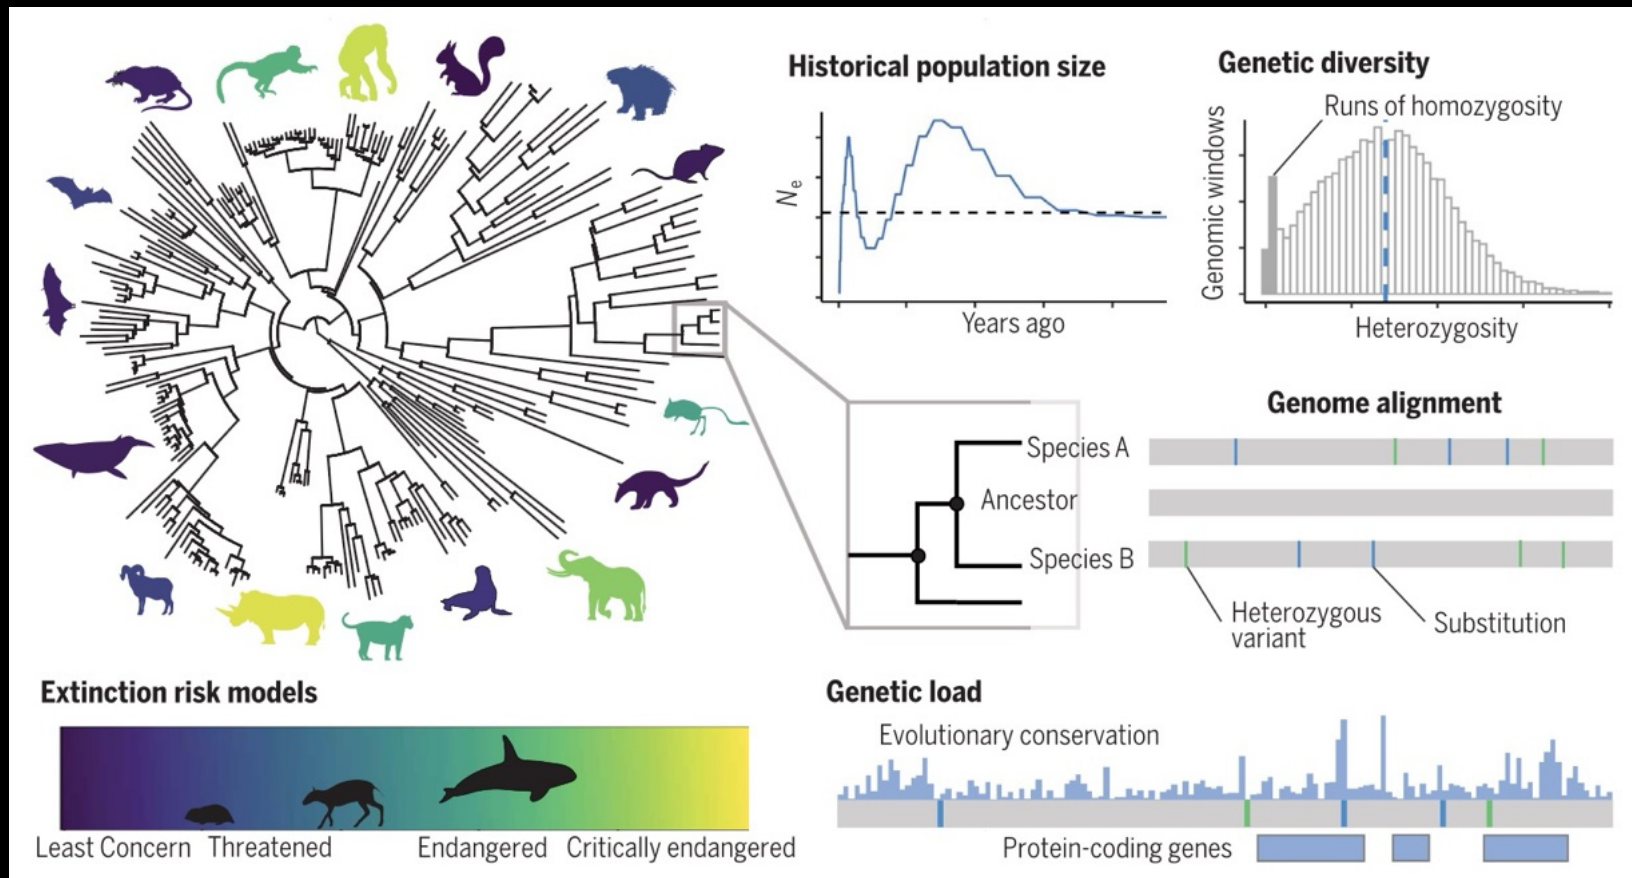 Historical population size
Ne
Years ago
Genetic diversity
Runs of homozygosity
Genomic windows
Heterozygosity
Genome alignment
Species A
Ancestor
Species B
Heterozygous
variant
Substitution
Extinction risk models
Least Concern Threatened Endangered Critically endangered
Genetic load
Evolutionary conservation
Protein-coding genes